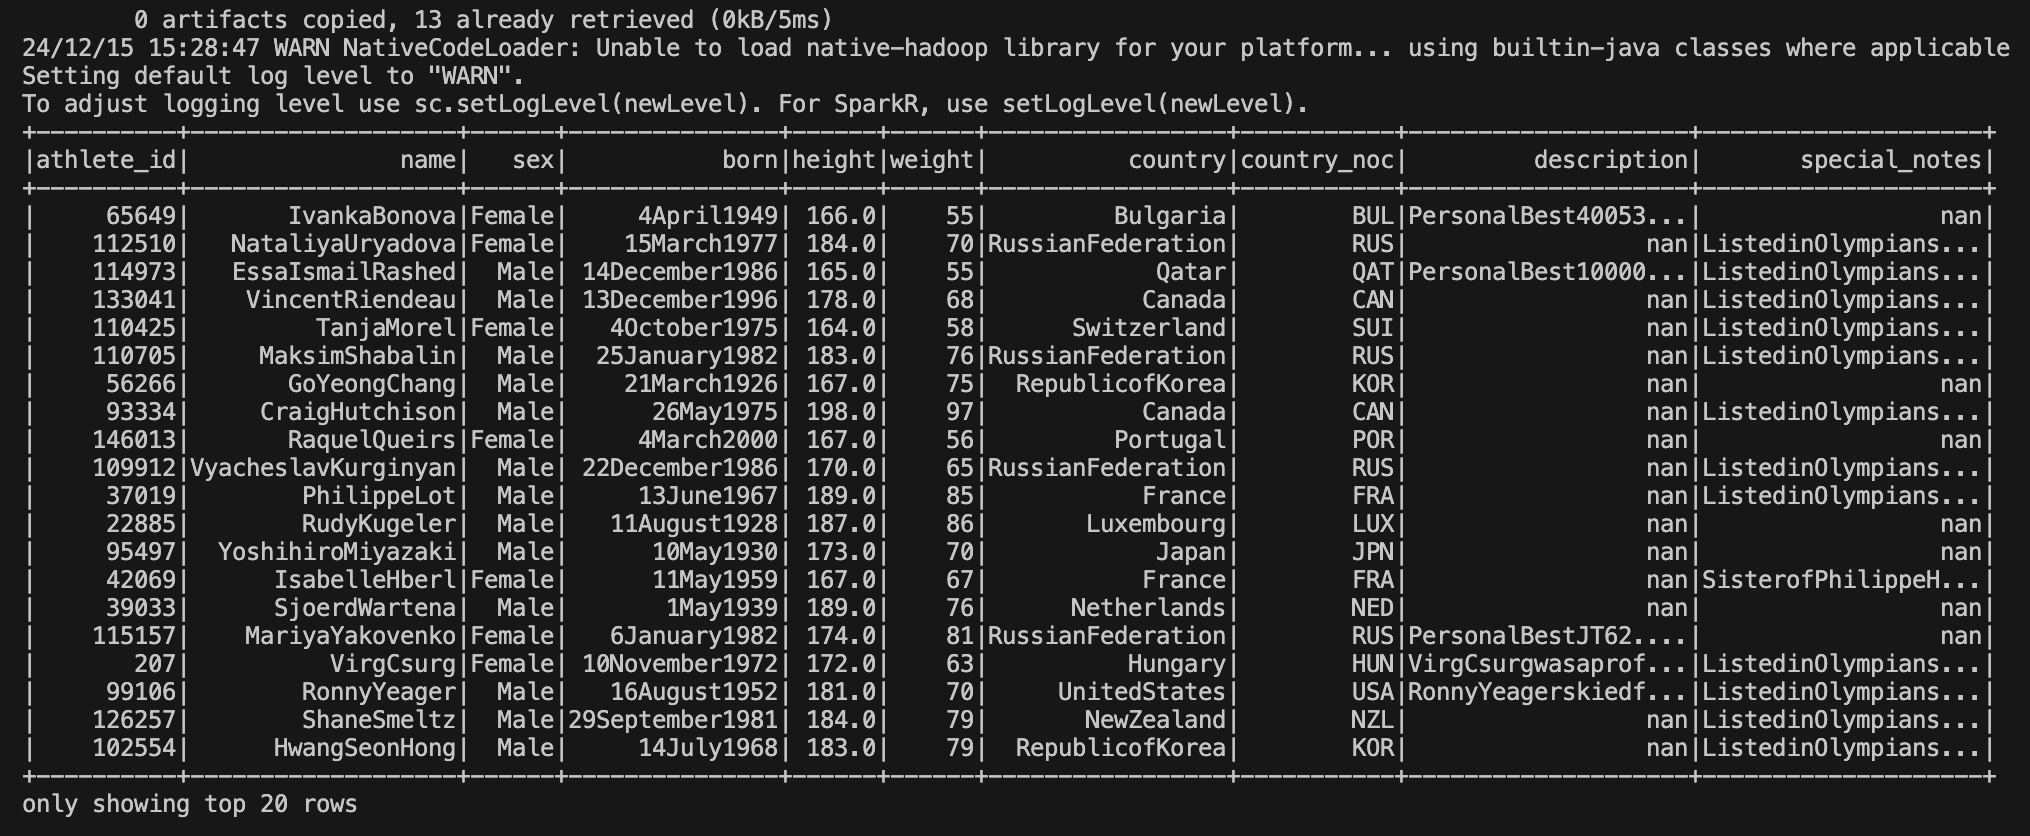 0 artifacts copied, 13 already retrieved (0kB/5ms)
24/12/15 15:28:47 WARN NativeCodeLoader: Unable to load native-hadoop library for your platform... using builtin-java classes where applicable
Setting default log level to "WARN".
To adjust logging level use sc.setLogLevel(newLevel). For SparkR, use setLogLevel(newLevel).
+----------+-------------------+------+---------------+------+------+-----------------+-----------+--------------------+--------------------+
|athlete_id|               name|   sex|           born|height|weight|          country|country_noc|         description|       special_notes|
+----------+-------------------+------+---------------+------+------+-----------------+-----------+--------------------+--------------------+
|     65649|       IvankaBonova|Female|     4April1949| 166.0|    55|         Bulgaria|        BUL|PersonalBest40053...|                 nan|
|    112510|   NataliyaUryadova|Female|    15March1977| 184.0|    70|RussianFederation|        RUS|                 nan|ListedinOlympians...|
|    114973|   EssaIsmailRashed|  Male| 14December1986| 165.0|    55|            Qatar|        QAT|PersonalBest10000...|ListedinOlympians...|
|    133041|    VincentRiendeau|  Male| 13December1996| 178.0|    68|           Canada|        CAN|                 nan|ListedinOlympians...|
|    110425|         TanjaMorel|Female|   4October1975| 164.0|    58|      Switzerland|        SUI|                 nan|ListedinOlympians...|
|    110705|     MaksimShabalin|  Male|  25January1982| 183.0|    76|RussianFederation|        RUS|                 nan|ListedinOlympians...|
|     56266|       GoYeongChang|  Male|    21March1926| 167.0|    75|  RepublicofKorea|        KOR|                 nan|                 nan|
|     93334|     CraigHutchison|  Male|      26May1975| 198.0|    97|           Canada|        CAN|                 nan|ListedinOlympians...|
|    146013|       RaquelQueirs|Female|     4March2000| 167.0|    56|         Portugal|        POR|                 nan|                 nan|
|    109912|VyacheslavKurginyan|  Male| 22December1986| 170.0|    65|RussianFederation|        RUS|                 nan|ListedinOlympians...|
|     37019|        PhilippeLot|  Male|     13June1967| 189.0|    85|           France|        FRA|                 nan|ListedinOlympians...|
|     22885|        RudyKugeler|  Male|   11August1928| 187.0|    86|       Luxembourg|        LUX|                 nan|                 nan|
|     95497|  YoshihiroMiyazaki|  Male|      10May1930| 173.0|    70|            Japan|        JPN|                 nan|                 nan|
|     42069|      IsabelleHberl|Female|      11May1959| 167.0|    67|           France|        FRA|                 nan|SisterofPhilippeH...|
|     39033|      SjoerdWartena|  Male|       1May1939| 189.0|    76|      Netherlands|        NED|                 nan|                 nan|
|    115157|    MariyaYakovenko|Female|   6January1982| 174.0|    81|RussianFederation|        RUS|PersonalBestJT62....|                 nan|
|       207|          VirgCsurg|Female| 10November1972| 172.0|    63|          Hungary|        HUN|VirgCsurgwasaprof...|ListedinOlympians...|
|     99106|        RonnyYeager|  Male|   16August1952| 181.0|    70|     UnitedStates|        USA|RonnyYeagerskiedf...|ListedinOlympians...|
|    126257|        ShaneSmeltz|  Male|29September1981| 184.0|    79|       NewZealand|        NZL|                 nan|ListedinOlympians...|
|    102554|      HwangSeonHong|  Male|     14July1968| 183.0|    79|  RepublicofKorea|        KOR|                 nan|ListedinOlympians...|
+----------+-------------------+------+---------------+------+------+-----------------+-----------+--------------------+--------------------+
only showing top 20 rows